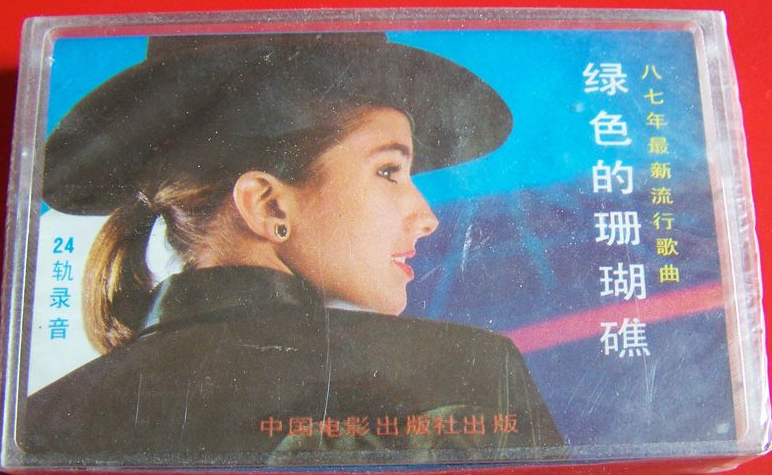 八七年最新流行歌曲
绿色的珊瑚礁
24
轨录音
中国电影出版社出版